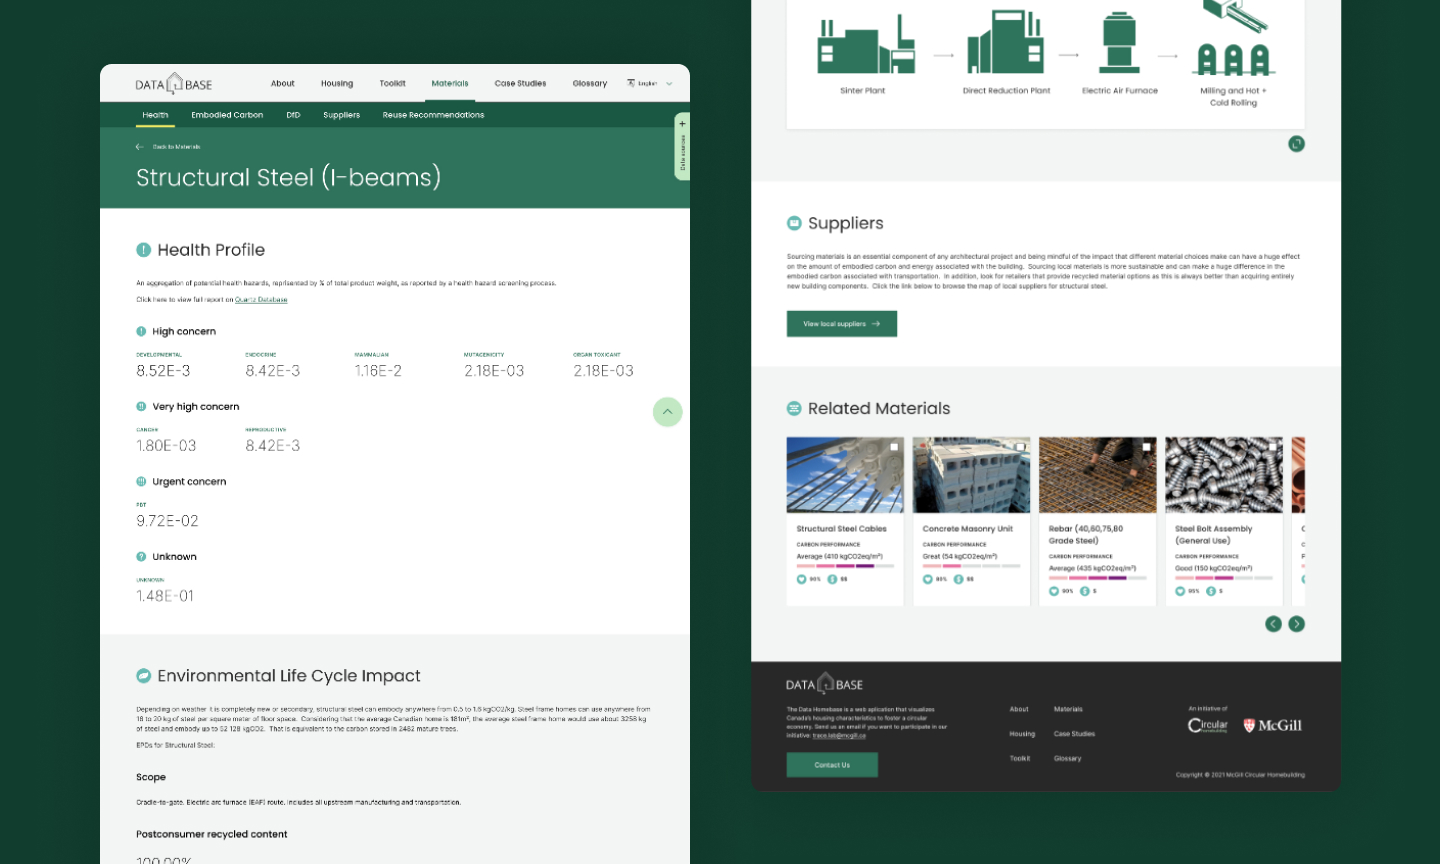 DATA BASE
About Housing Toolkit Materials Case Studies Glossary English
Health Embodied Carbon DfD Suppliers Reuse Recommendations
Data sources +
Back to Materials
Structural Steel (I-beams)
Health Profile
An aggregation of potential health hazards, reprisented by % of total product weight, as reported by a health hazard screening process.
Click here to view full report on Quartz Database
High concern
DEVELOPMENTAL ENDOCRINE MAMMALIAN MUTAGENICITY ORGAN TOXICANT
8.52E-3 8.42E-3 1.16E-2 2.18E-03 2.18E-03
Very high concern
CANCER REPRODUCTIVE
1.80E-03 8.42E-3
Urgent concern
PBT
9.72E-02
Unknown
UNKNOWN
1.48E-01
Environmental Life Cycle Impact
Depending on weather it is completely new or secondary, structural steel can embody anywhere from 0,5 to 1.6 kgCO2/kg. Steel frame homes can use anywhere from
16 to 20 kg of steel per square meter of floor space. Considering that the average Canadian home is 181m², the average steel frame home would use about 3258 kg
of steel and embody up to 52 128 kgCO2. That is equivalent to the carbon stored in 2482 mature trees.
EPDs for Structural Steel:
Scope
Cradle-to-gate. Electric arc furnace (EAF) route. Includes all upstream manufacturing and transportation.
Postconsumer recycled content
100.00%
Sinter Plant
Direct Reduction Plant
Electric Air Furnace
Milling and Hot +
Cold Rolling
Suppliers
Sourcing materials is an essential component of any architectural project and being mindful of the impact that different material choices make can have a huge effect
on the amount of embodied carbon and energy associated with the building. Sourcing local materials is more sustainable and can make a huge difference in the
embodied carbon associated with transportation. In addition, look for retailers that provide recycled material options as this is always better than acquiring entirely
new building components. Click the link below to browse the map of local suppliers for structural steel.
View local suppliers
Related Materials
Structural Steel Cables
CARBON PERFORMANCE
Average (410 kgCO2eq/m³)
90% $$
Concrete Masonry Unit
CARBON PERFORMANCE
Great (54 kgCO2eq/m³)
93% $$
Rebar (40,60,75,80
Grade Steel)
CARBON PERFORMANCE
Average (435 kgCO2eq/m³)
90% $
Steel Bolt Assembly
(General Use)
CARBON PERFORMANCE
Good (150 kgCO2eq/m³)
95% $
DATA BASE
The Data Homebase is a web aplication that visualizes
Canada's housing characteristics to foster a circular
economy. Send us an email if you want to participate in our
initiative: trace.lab@mcgill.ca
Contact Us
About Materials
Housing Case Studies
Toolkit Glossary
An initiative of
Circular
homebuilding
McGill
Copyright © 2021 McGill Circular Homebuilding